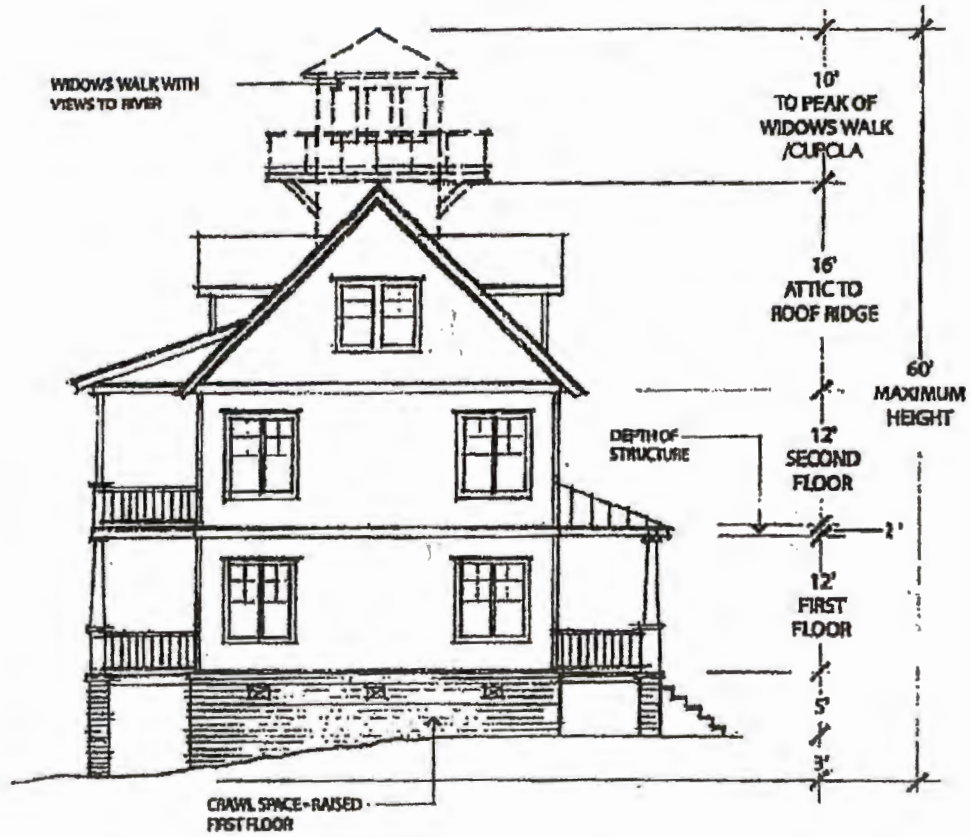 WIDOWS WALK WITH
VIEWS TO RIVER
10'
TO PEAK OF
WIDOWS WALK
/CUPOLA
16'
ATTIC TO
ROOF RIDGE
60'
MAXIMUM
HEIGHT
DEPTH OF
STRUCTURE
12'
SECOND
FLOOR
2'
12'
FIRST
FLOOR
5'
3'
CRAWL SPACE - RAISED
FIRST FLOOR